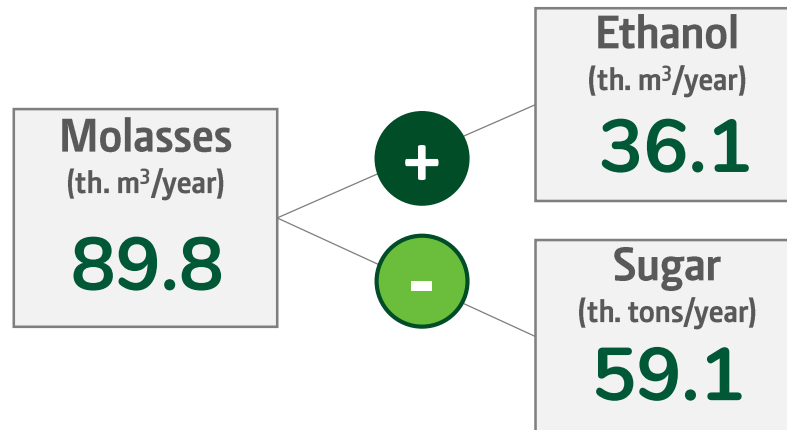 Molasses
(th. m³/year)
89.8
+
-
Ethanol
(th. m³/year)
36.1
Sugar
(th. tons/year)
59.1